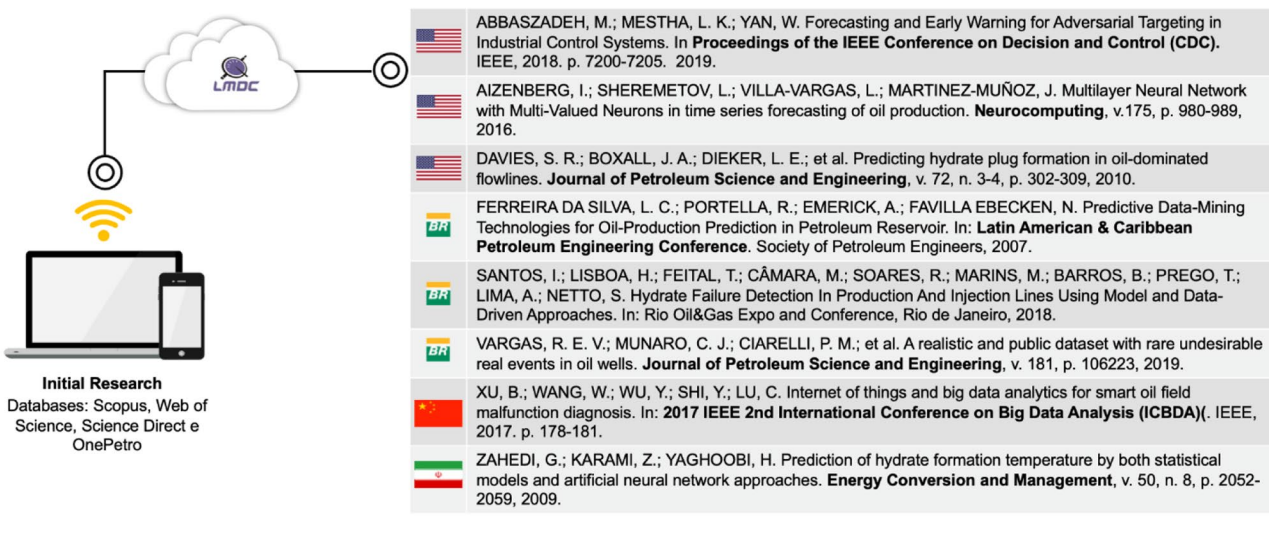 LMDC
Initial Research
Databases: Scopus, Web of
Science, Science Direct e
OnePetro
ABBASZADEH, M.; MESTHA, L. K.; YAN, W. Forecasting and Early Warning for Adversarial Targeting in
Industrial Control Systems. In Proceedings of the IEEE Conference on Decision and Control (CDC).
IEEE, 2018. p. 7200-7205. 2019.
AIZENBERG, I.; SHEREMETOV, L.; VILLA-VARGAS, L.; MARTINEZ-MUÑOZ, J. Multilayer Neural Network
with Multi-Valued Neurons in time series forecasting of oil production. Neurocomputing, v.175, p. 980-989,
2016.
DAVIES, S. R.; BOXALL, J. A.; DIEKER, L. E.; et al. Predicting hydrate plug formation in oil-dominated
flowlines. Journal of Petroleum Science and Engineering, v. 72, n. 3-4, p. 302-309, 2010.
BR
FERREIRA DA SILVA, L. C.; PORTELLA, R.; EMERICK, A.; FAVILLA EBECKEN, N. Predictive Data-Mining
Technologies for Oil-Production Prediction in Petroleum Reservoir. In: Latin American & Caribbean
Petroleum Engineering Conference. Society of Petroleum Engineers, 2007.
BR
SANTOS, I.; LISBOA, H.; FEITAL, T.; CÂMARA, M.; SOARES, R.; MARINS, M.; BARROS, B.; PREGO, T.;
LIMA, A.; NETTO, S. Hydrate Failure Detection In Production And Injection Lines Using Model and Data-
Driven Approaches. In: Rio Oil&Gas Expo and Conference, Rio de Janeiro, 2018.
BR
VARGAS, R. E. V.; MUNARO, C. J.; CIARELLI, P. M.; et al. A realistic and public dataset with rare undesirable
real events in oil wells. Journal of Petroleum Science and Engineering, v. 181, p. 106223, 2019.
XU, B.; WANG, W.; WU, Y.; SHI, Y.; LU, C. Internet of things and big data analytics for smart oil field
malfunction diagnosis. In: 2017 IEEE 2nd International Conference on Big Data Analysis (ICBDA)(. IEEE,
2017. p. 178-181.
ZAHEDI, G.; KARAMI, Z.; YAGHOOBI, H. Prediction of hydrate formation temperature by both statistical
models and artificial neural network approaches. Energy Conversion and Management, v. 50, n. 8, p. 2052-
2059, 2009.